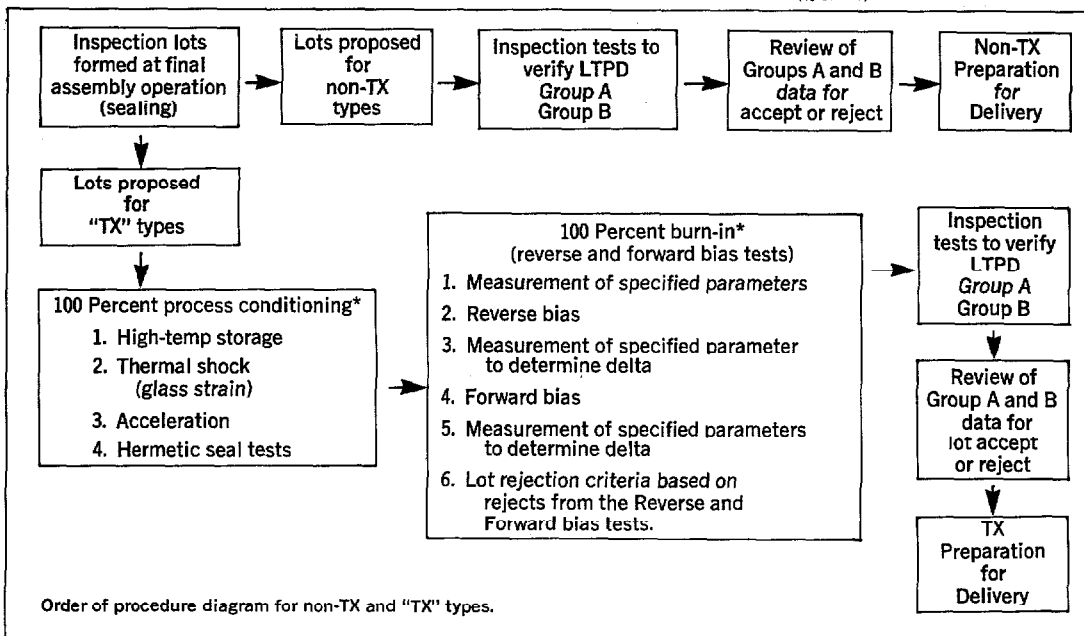 Inspection lots
formed at final
assembly operation
(sealing)
Lots proposed
for
non-TX
types
Inspection tests to
verify LTPD
Group A
Group B
Review of
Groups A and B
data for
accept or reject
Non-TX
Preparation
for
Delivery
Lots proposed
for
"TX" types
100 Percent process conditioning*
1. High-temp storage
2. Thermal shock
(glass strain)
3. Acceleration
4. Hermetic seal tests
100 Percent burn-in*
(reverse and forward bias tests)
1. Measurement of specified parameters
2. Reverse bias
3. Measurement of specified parameter
to determine delta
4. Forward bias
5. Measurement of specified parameters
to determine delta
6. Lot rejection criteria based on
rejects from the Reverse and
Forward bias tests.
Inspection
tests to verify
LTPD
Group A
Group B
Review of
Group A and B
data for
lot accept
or reject
TX
Preparation
for
Delivery
Order of procedure diagram for non-TX and "TX" types.